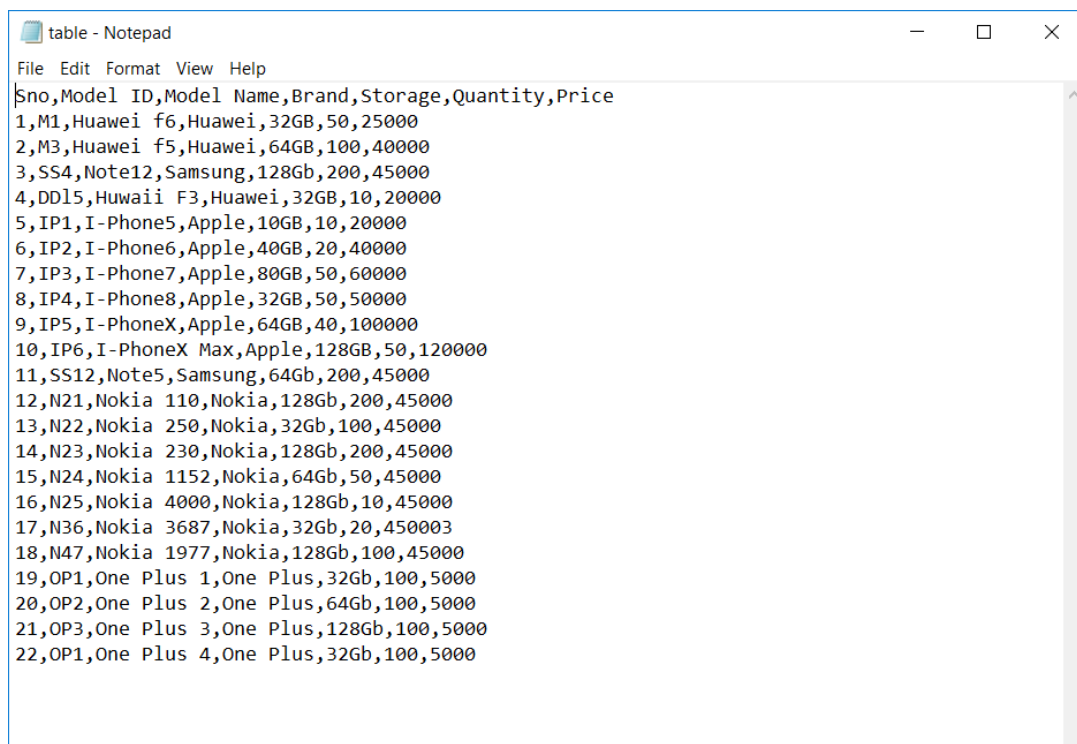 table - Notepad
File Edit Format View Help
Sno,Model ID,Model Name,Brand,Storage,Quantity,Price
1,M1,Huawei f6,Huawei,32GB,50,25000
2,M3,Huawei f5,Huawei,64GB,100,40000
3,SS4,Note12,Samsung,128Gb,200,45000
4,DDl5,Huwaii F3,Huawei,32GB,10,20000
5,IP1,I-Phone5,Apple,10GB,10,20000
6,IP2,I-Phone6,Apple,40GB,20,40000
7,IP3,I-Phone7,Apple,80GB,50,60000
8,IP4,I-Phone8,Apple,32GB,50,50000
9,IP5,I-PhoneX,Apple,64GB,40,100000
10,IP6,I-PhoneX Max,Apple,128GB,50,120000
11,SS12,Note5,Samsung,64Gb,200,45000
12,N21,Nokia 110,Nokia,128Gb,200,45000
13,N22,Nokia 250,Nokia,32Gb,100,45000
14,N23,Nokia 230,Nokia,128Gb,200,45000
15,N24,Nokia 1152,Nokia,64Gb,50,45000
16,N25,Nokia 4000,Nokia,128Gb,10,45000
17,N36,Nokia 3687,Nokia,32Gb,20,450003
18,N47,Nokia 1977,Nokia,128Gb,100,45000
19,OP1,One Plus 1,One Plus,32Gb,100,5000
20,OP2,One Plus 2,One Plus,64Gb,100,5000
21,OP3,One Plus 3,One Plus,128Gb,100,5000
22,OP1,One Plus 4,One Plus,32Gb,100,5000